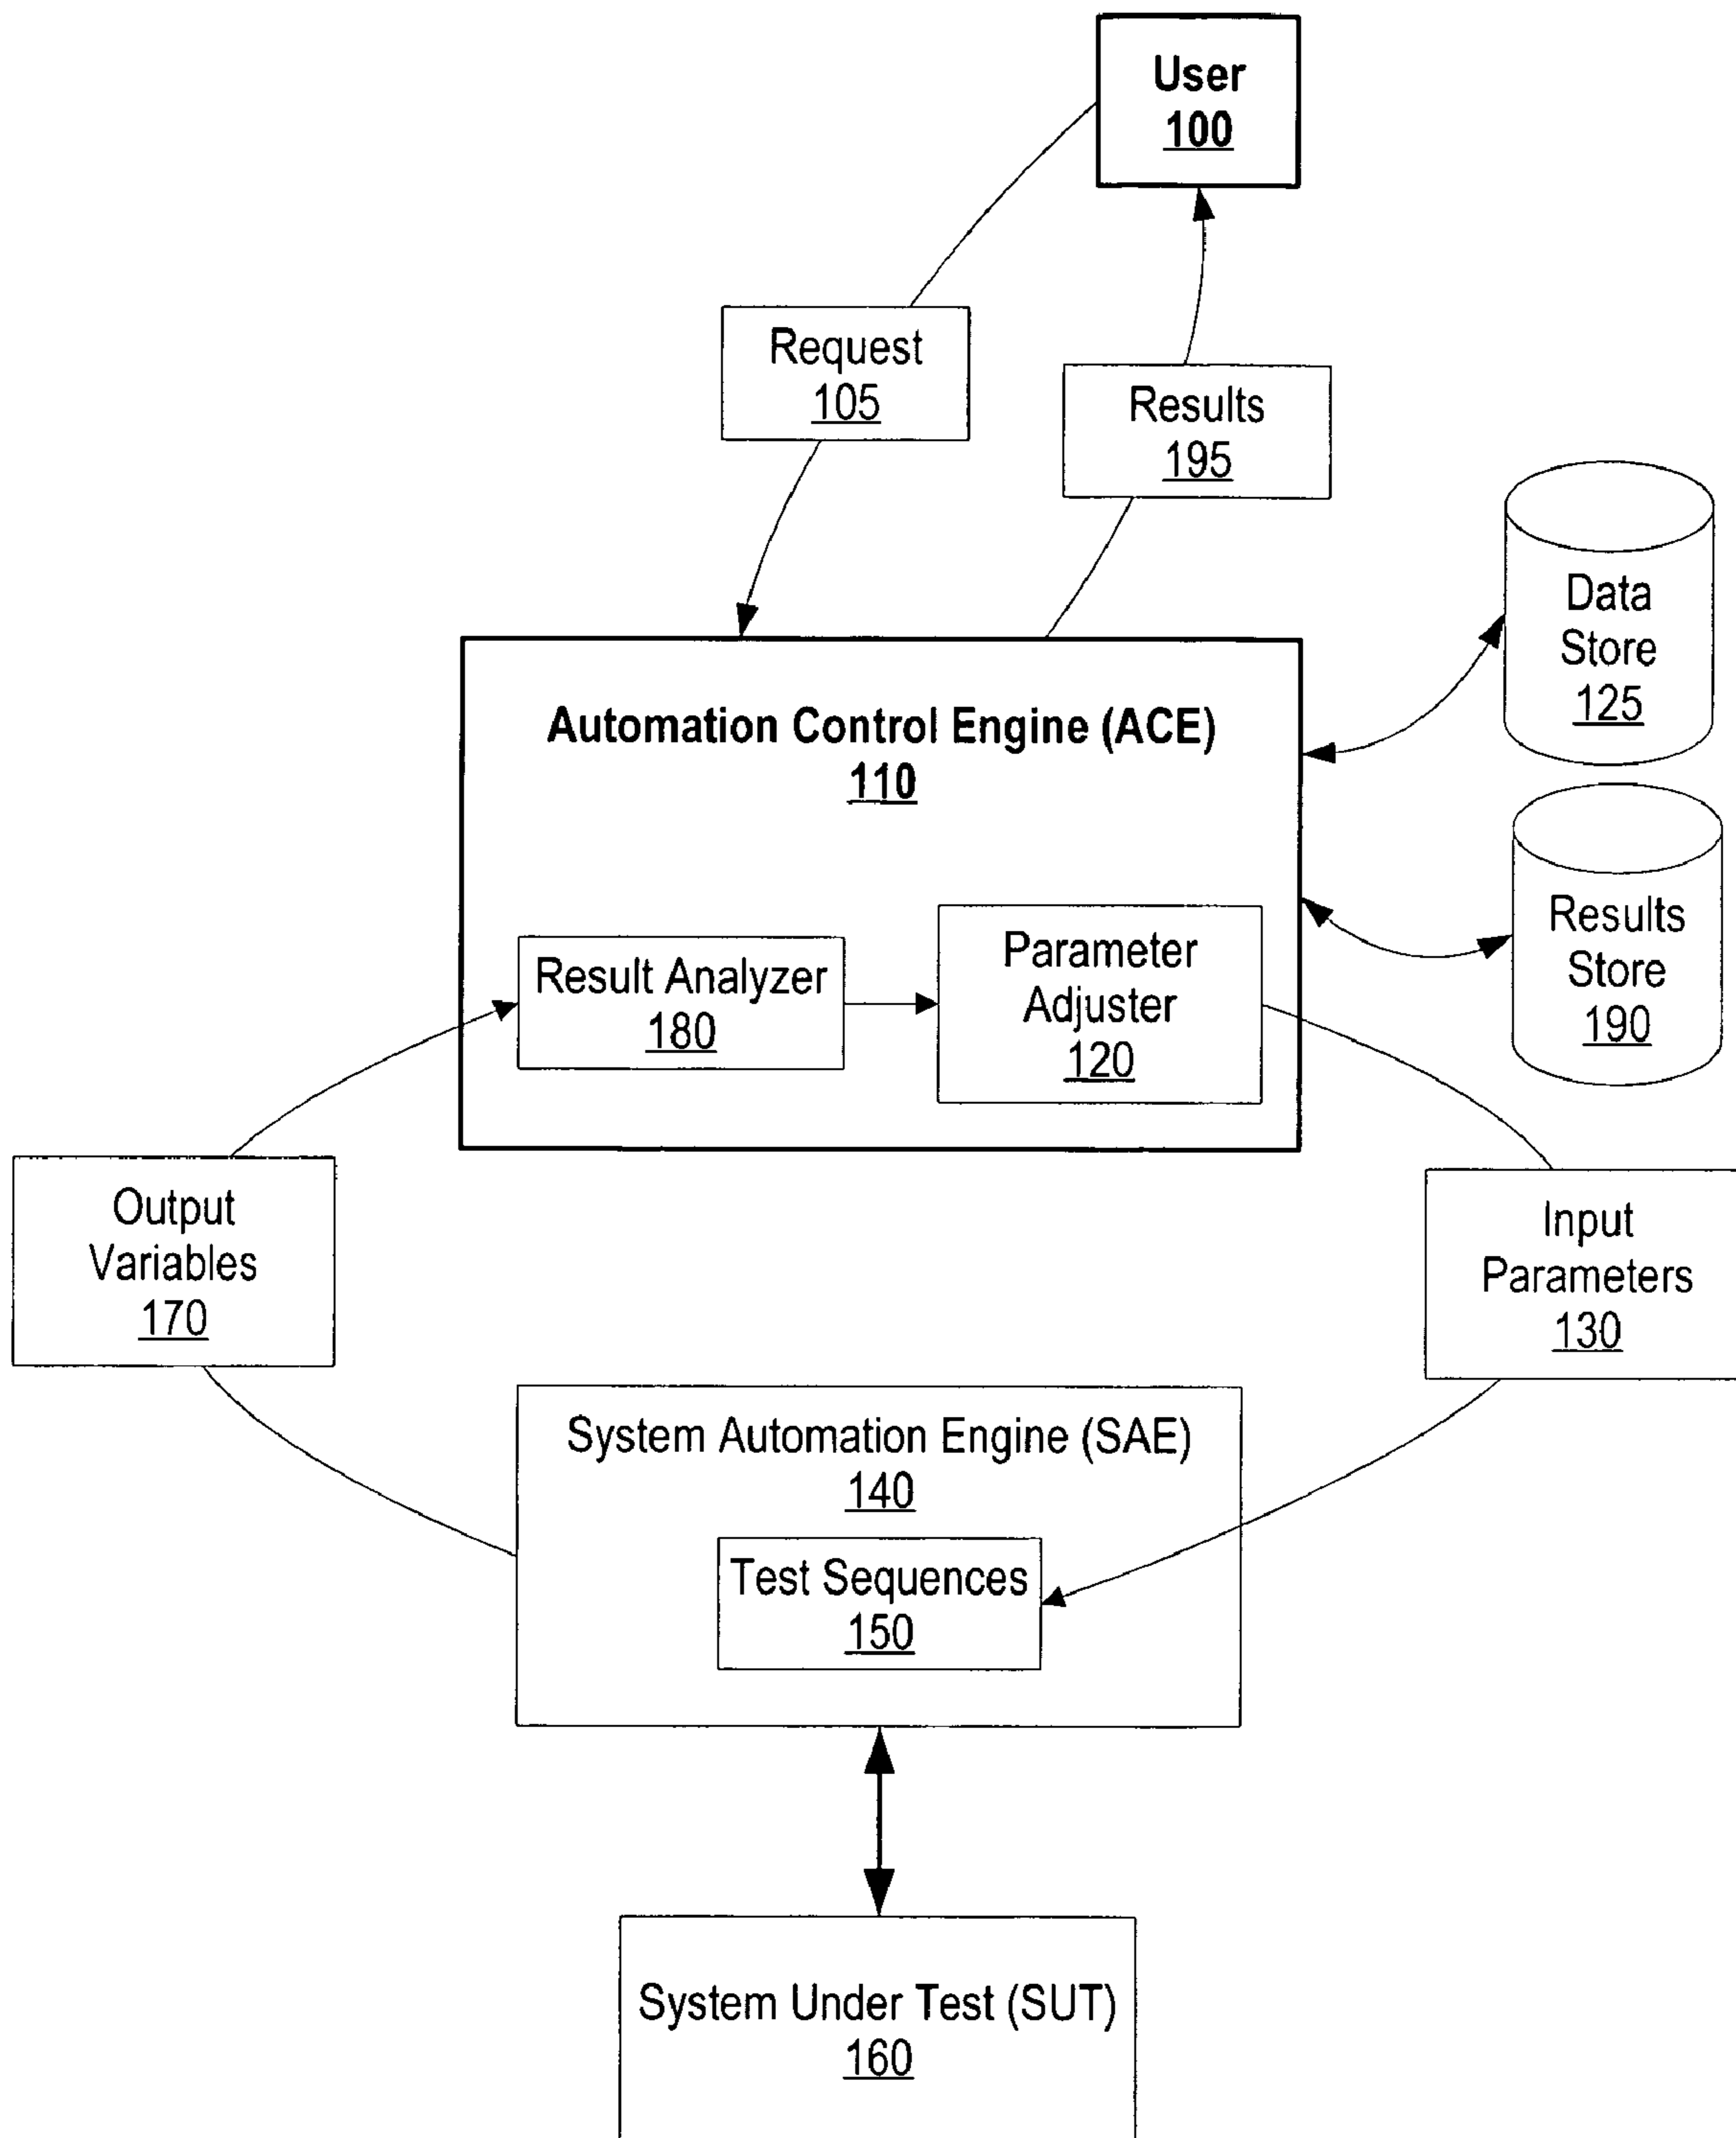 User
100
Request
105
Results
195
Data
Store
125
Automation Control Engine (ACE)
110
Results
Store
190
Result Analyzer
180
Parameter
Adjuster
120
Output
Variables
170
Input
Parameters
130
System Automation Engine (SAE)
140
Test Sequences
150
System Under Test (SUT)
160